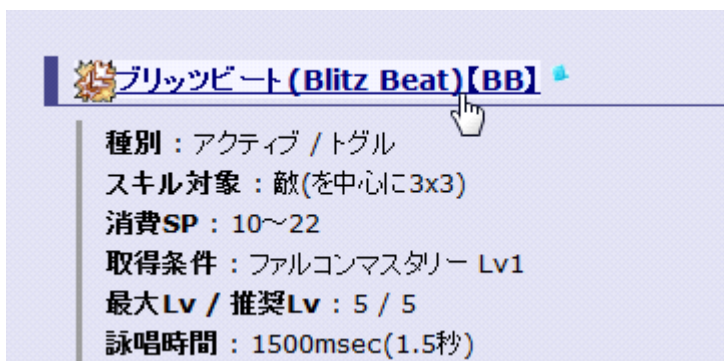 ブリッツビート(Blitz Beat)【BB】
種別：アクティブ / トグル
スキル対象：敵(を中心に3x3)
消費SP：10～22
取得条件：ファルコンマスタリー Lv1
最大Lv / 推奨Lv：5 / 5
詠唱時間：1500msec(1.5秒)